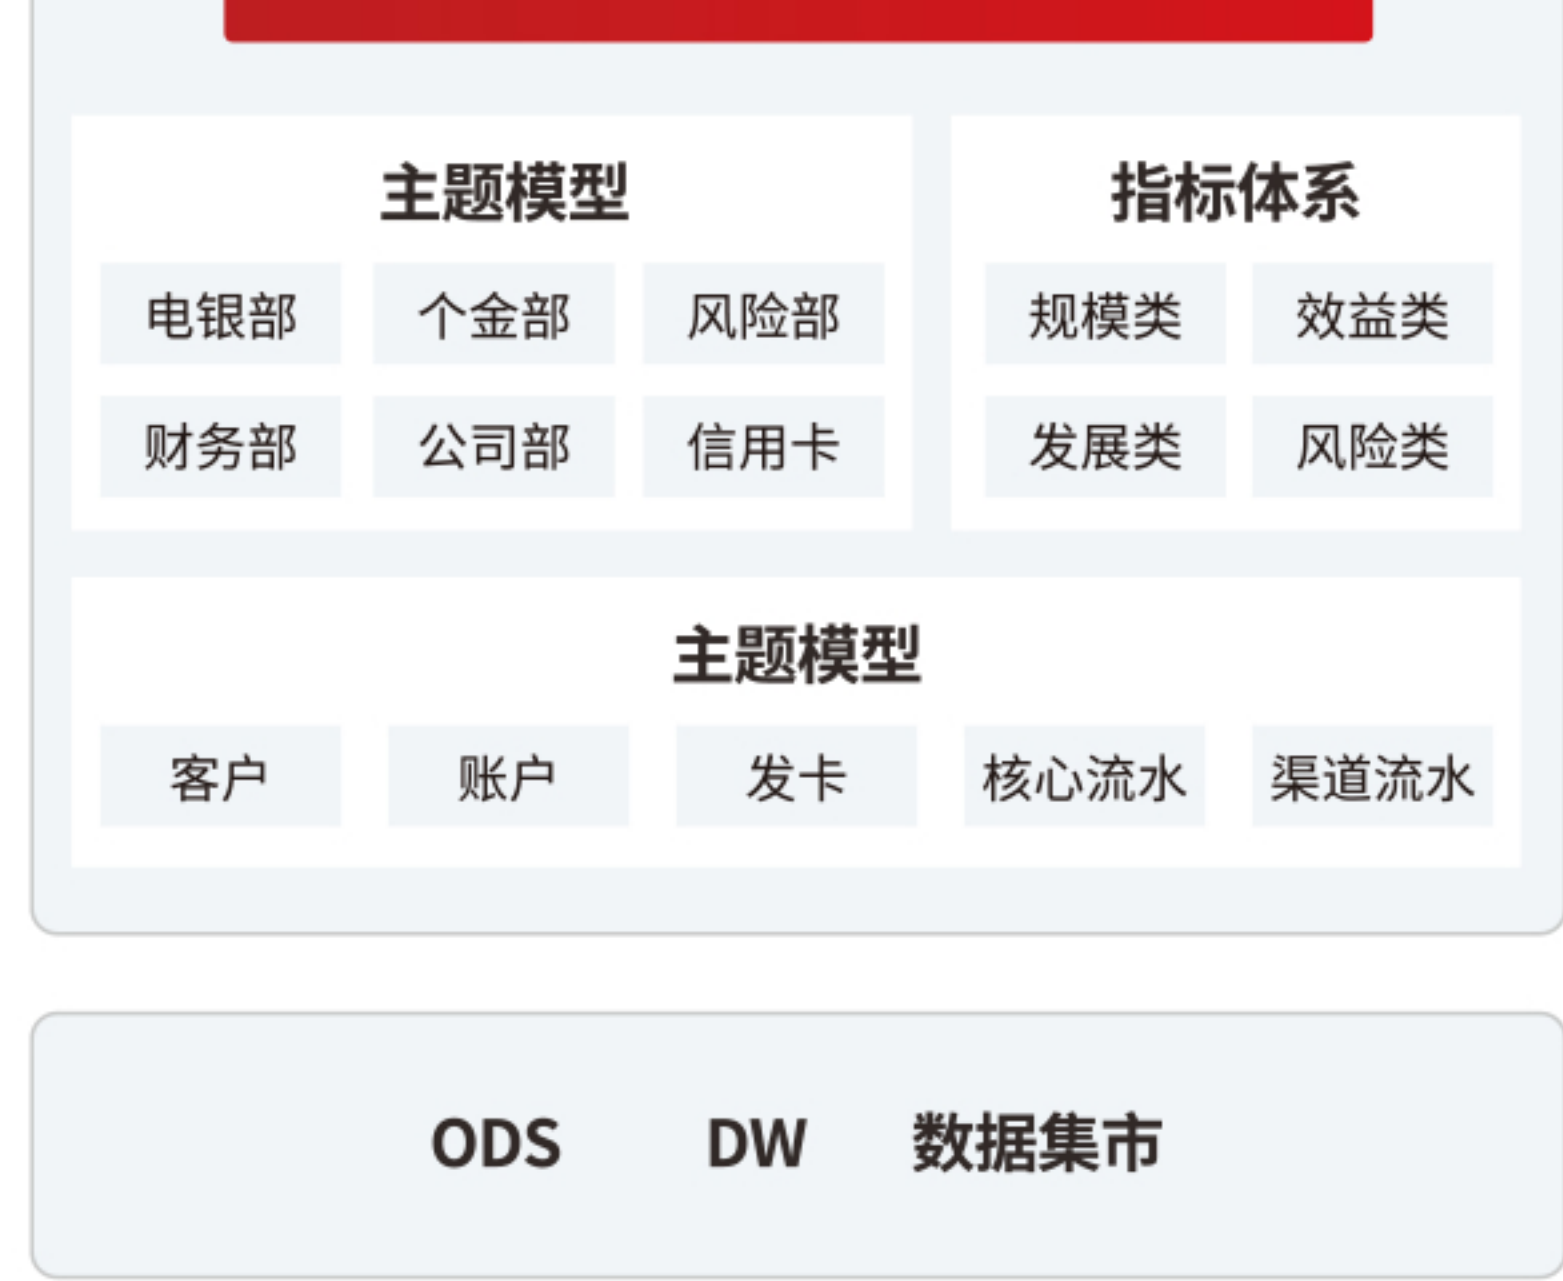 主题模型
电银部 个金部 风险部
财务部 公司部 信用卡
指标体系
规模类 效益类
发展类 风险类
主题模型
客户 账户 发卡 核心流水 渠道流水
ODS DW 数据集市